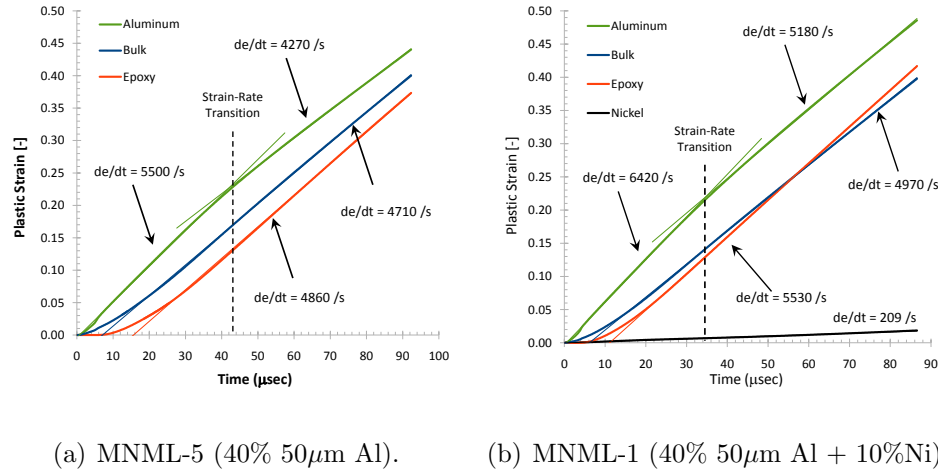 0.50
0.45
0.40
0.35
0.30
0.25
0.20
0.15
0.10
0.05
0.00
Plastic Strain [-]
Aluminum
Bulk
Epoxy
de/dt = 4270 /s
Strain-Rate
Transition
de/dt = 5500 /s
de/dt = 4710 /s
de/dt = 4860 /s
0 10 20 30 40 50 60 70 80 90 100
Time (μsec)
(a) MNML-5 (40% 50μm Al).
0.50
0.45
0.40
0.35
0.30
0.25
0.20
0.15
0.10
0.05
0.00
Plastic Strain [-]
Aluminum
Bulk
Epoxy
Nickel
de/dt = 5180 /s
Strain-Rate
Transition
de/dt = 6420 /s
de/dt = 4970 /s
de/dt = 5530 /s
de/dt = 209 /s
0 10 20 30 40 50 60 70 80 90
Time (μsec)
(b) MNML-1 (40% 50μm Al + 10%Ni)